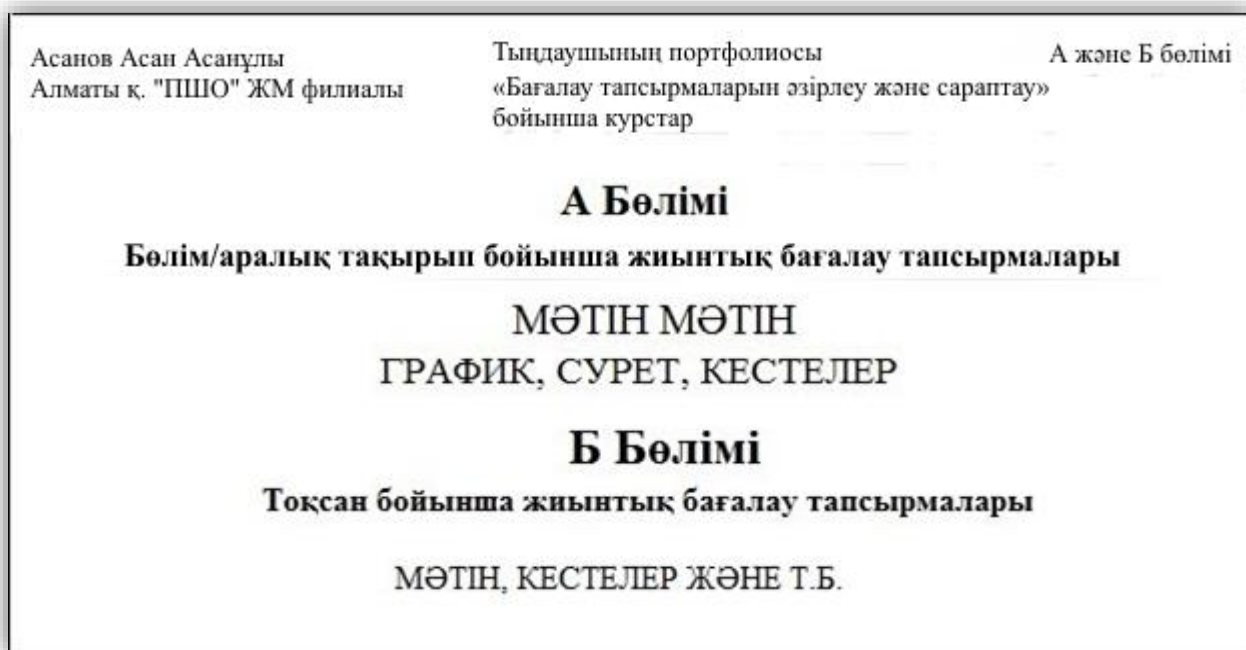 Асанов Асан Асанұлы
Алматы қ. "ПШО" ЖМ филиалы
Тыңдаушының портфолиосы
«Бағалау тапсырмаларын әзірлеу және сараптау»
бойынша курстар
А және Б бөлімі
А Бөлімі
Бөлім/аралық тақырып бойынша жиынтық бағалау тапсырмалары
МӘТІН МӘТІН
ГРАФИК, СУРЕТ, КЕСТЕЛЕР
Б Бөлімі
Тоқсан бойынша жиынтық бағалау тапсырмалары
МӘТІН, КЕСТЕЛЕР ЖӘНЕ Т.Б.